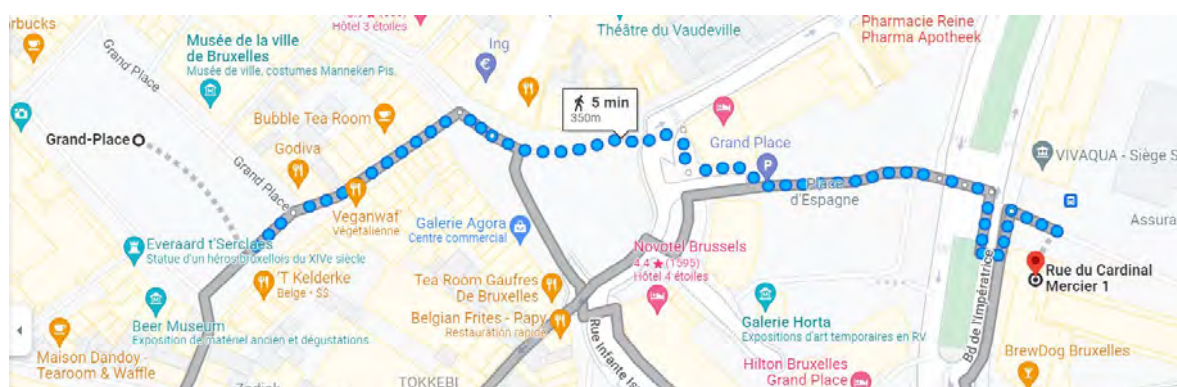 orbucks
Hôtel 3 étoiles
Grand Place
Musée de la ville
de Bruxelles
Musée de ville, costumes Manneken Pis.
Ing
Théâtre du Vaudeville
Pharmacie Reine
Pharma Apotheek
5 min
350m
Bubble Tea Room
Grand-Place
Godiva
Grand Place
Grand Place
P
VIVAQUA - Siège S
Place
d'Espagne
Veganwaf'
Végétalienne
Galerie Agora
Centre commercial
Assura
Everaard t'Serclaes
Statue d'un héros bruxellois du XIVe siècle
Novotel Brussels
4,4 ★ (1595)
Hôtel 4 étoiles
'T Kelderke
Belge · $$
Tea Room Gaufres
De Bruxelles
Rue du Cardinal
Mercier 1
Beer Museum
Exposition de matériel ancien et dégustations
Belgian Frites - Papy
Restauration rapide
Rue Infante Is
Galerie Horta
Expositions d'art temporaires en RV
Bd de l'Impératrice
Maison Dandoy -
Tearoom & Waffle
TOKKEBI
Hilton Bruxelles
Grand Place
BrewDog Bruxelles